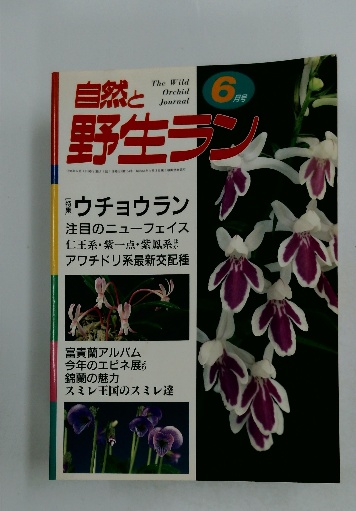 自然と
The Wild
Orchid
Journal
6月号
野生ラン
特集 ウチョウラン
注目のニューフェイス
仁王系・紫一点・紫鳳系ほか
アワチドリ系最新交配種
富貴蘭アルバム
今年のエビネ展から
錦蘭の魅力
スミレ王国のスミレ達